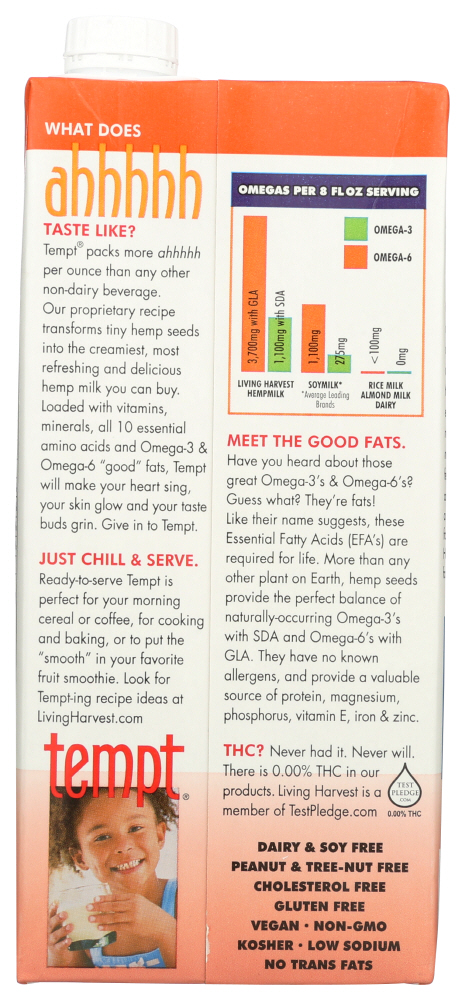 WHAT DOES
ahhhhh
TASTE LIKE?
Tempt® packs more ahhhhh
per ounce than any other
non-dairy beverage.
Our proprietary recipe
transforms tiny hemp seeds
into the creamiest, most
refreshing and delicious
hemp milk you can buy.
Loaded with vitamins,
minerals, all 10 essential
amino acids and Omega-3 &
Omega-6 “good” fats, Tempt
will make your heart sing,
your skin glow and your taste
buds grin. Give in to Tempt.
JUST CHILL & SERVE.
Ready-to-serve Tempt is
perfect for your morning
cereal or coffee, for cooking
and baking, or to put the
“smooth” in your favorite
fruit smoothie. Look for
Tempt-ing recipe ideas at
LivingHarvest.com
tempt®
OMEGAS PER 8 FL OZ SERVING
OMEGA-3
OMEGA-6
3,700mg with GLA
1,100mg with SDA
1,100mg
275mg
<100mg
0mg
LIVING HARVEST
HEMPMILK
SOYMILK*
*Average Leading
Brands
RICE MILK
ALMOND MILK
DAIRY
MEET THE GOOD FATS.
Have you heard about those
great Omega-3’s & Omega-6’s?
Guess what? They’re fats!
Like their name suggests, these
Essential Fatty Acids (EFA’s) are
required for life. More than any
other plant on Earth, hemp seeds
provide the perfect balance of
naturally-occurring Omega-3’s
with SDA and Omega-6’s with
GLA. They have no known
allergens, and provide a valuable
source of protein, magnesium,
phosphorus, vitamin E, iron & zinc.
THC? Never had it. Never will.
There is 0.00% THC in our
products. Living Harvest is a
member of TestPledge.com
TEST
PLEDGE
.COM
0.00% THC
DAIRY & SOY FREE
PEANUT & TREE-NUT FREE
CHOLESTEROL FREE
GLUTEN FREE
VEGAN • NON-GMO
KOSHER • LOW SODIUM
NO TRANS FATS